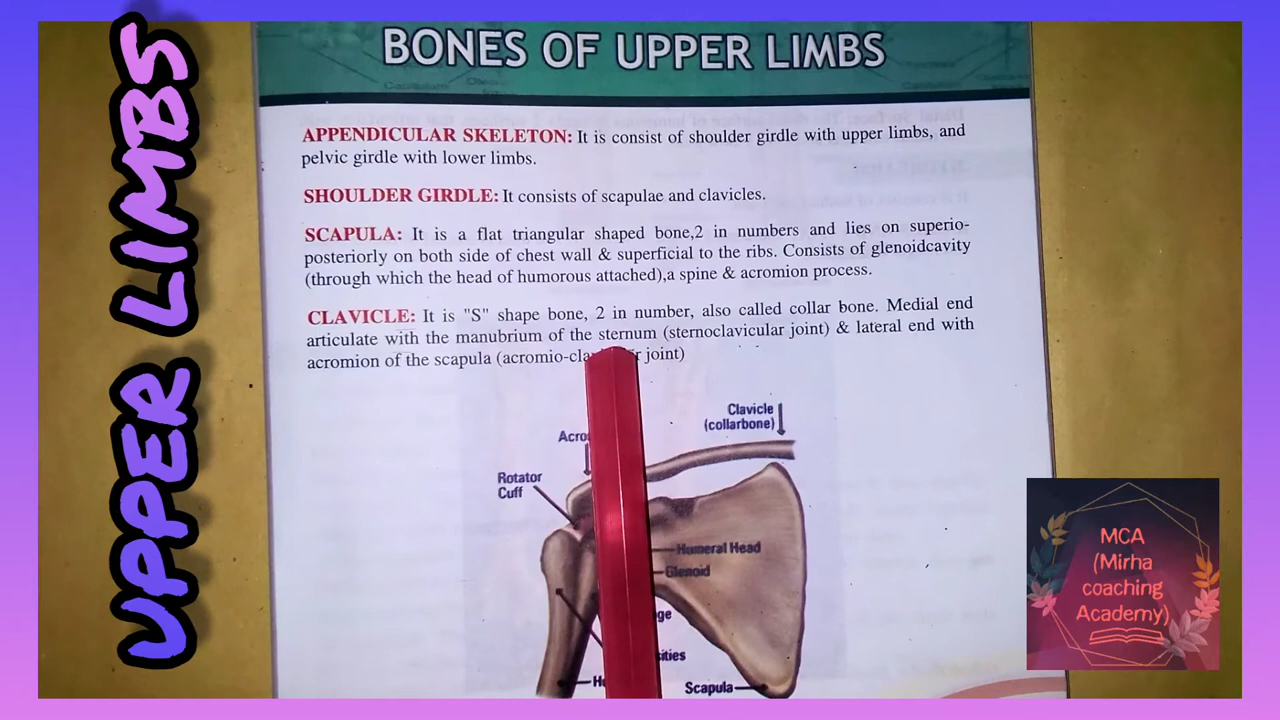 UPPER LIMBS
BONES OF UPPER LIMBS
APPENDICULAR SKELETON: It is consist of shoulder girdle with upper limbs, and
pelvic girdle with lower limbs.
SHOULDER GIRDLE: It consists of scapulae and clavicles.
SCAPULA: It is a flat triangular shaped bone,2 in numbers and lies on superio-
posteriorly on both side of chest wall & superficial to the ribs. Consists of glenoidcavity
(through which the head of humorous attached),a spine & acromion process.
CLAVICLE: It is "S" shape bone, 2 in number, also called collar bone. Medial end
articulate with the manubrium of the sternum (sternoclavicular joint) & lateral end with
acromion of the scapula joint)
Clavicle
(collarbone)
Rotator
Cuff
Humeral Head
Glenoid
Scapula
MCA
(Mirha
coaching
Academy)